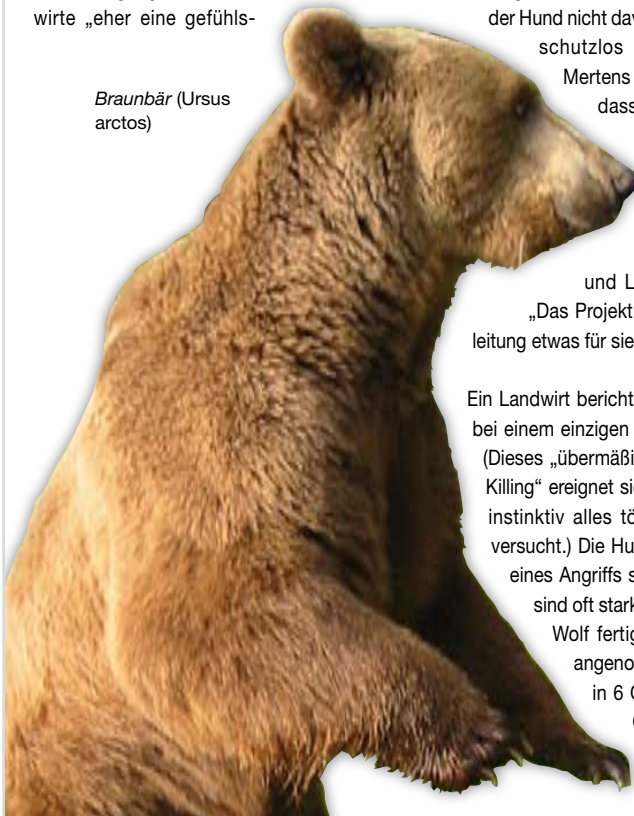 wirte „eher eine gefühls-
Braunbär (Ursus
arctos)
der Hund nicht dav
schutzlos
Mertens
dass
und L
„Das Projekt
leitung etwas für sie
Ein Landwirt bericht
bei einem einzigen
(Dieses „übermäßi
Killing“ ereignet si
instinktiv alles tö
versucht.) Die Hu
eines Angriffs s
sind oft stark
Wolf fertig
angeno
in 6